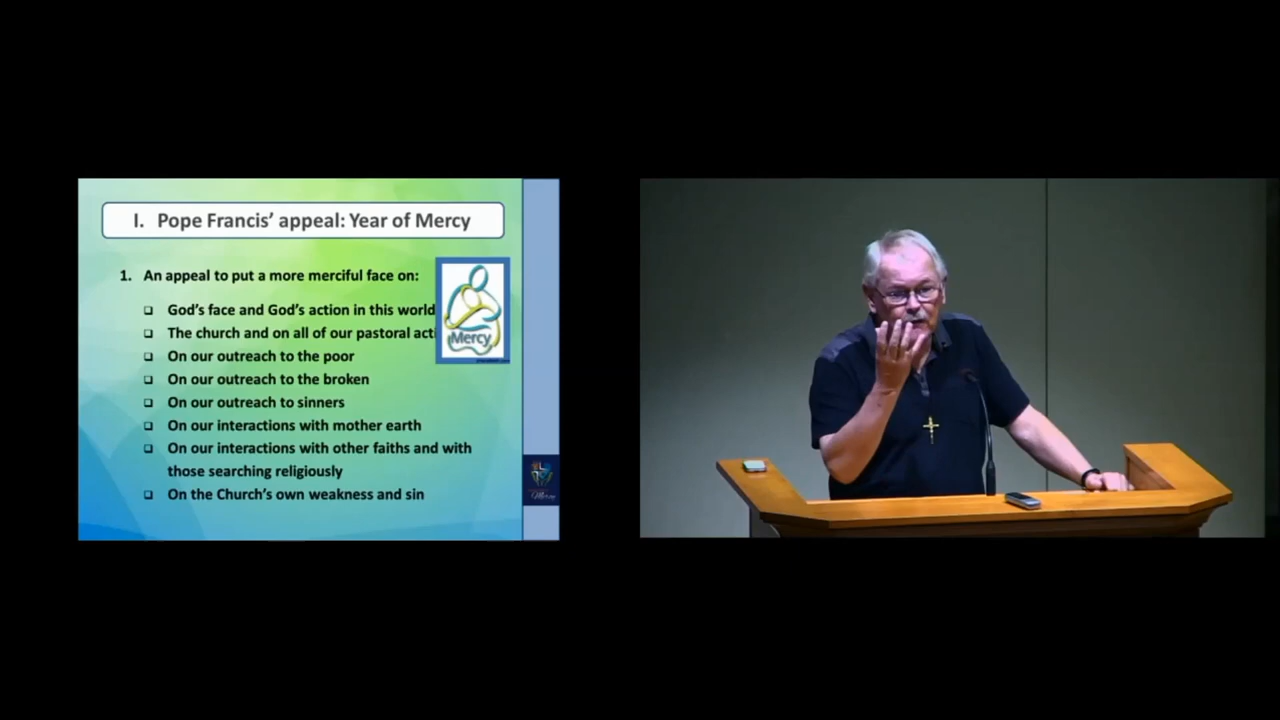 I. Pope Francis' appeal: Year of Mercy
1. An appeal to put a more merciful face on:
God's face and God's action in this world
The church and on all of our pastoral acti
On our outreach to the poor
On our outreach to the broken
On our outreach to sinners
On our interactions with mother earth
On our interactions with other faiths and with
those searching religiously
On the Church's own weakness and sin
Mercy
Mercy